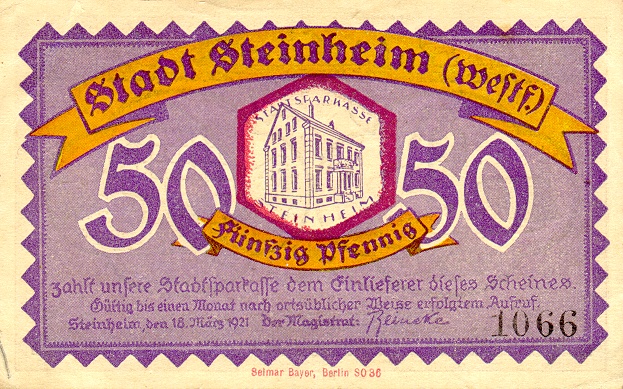 Stadt Steinheim (Westf.)
STADTSPARKASSE
STEINHEIM
50 50
Fünfzig Pfennig
zahlt unsere Stadtsparkasse dem Einlieferer dieses Scheines.
Gültig bis einen Monat nach ortsüblicher Weise erfolgtem Aufruf.
Steinheim, den 18. März 1921 Der Magistrat:
1066
Selmar Bayer, Berlin SO 36